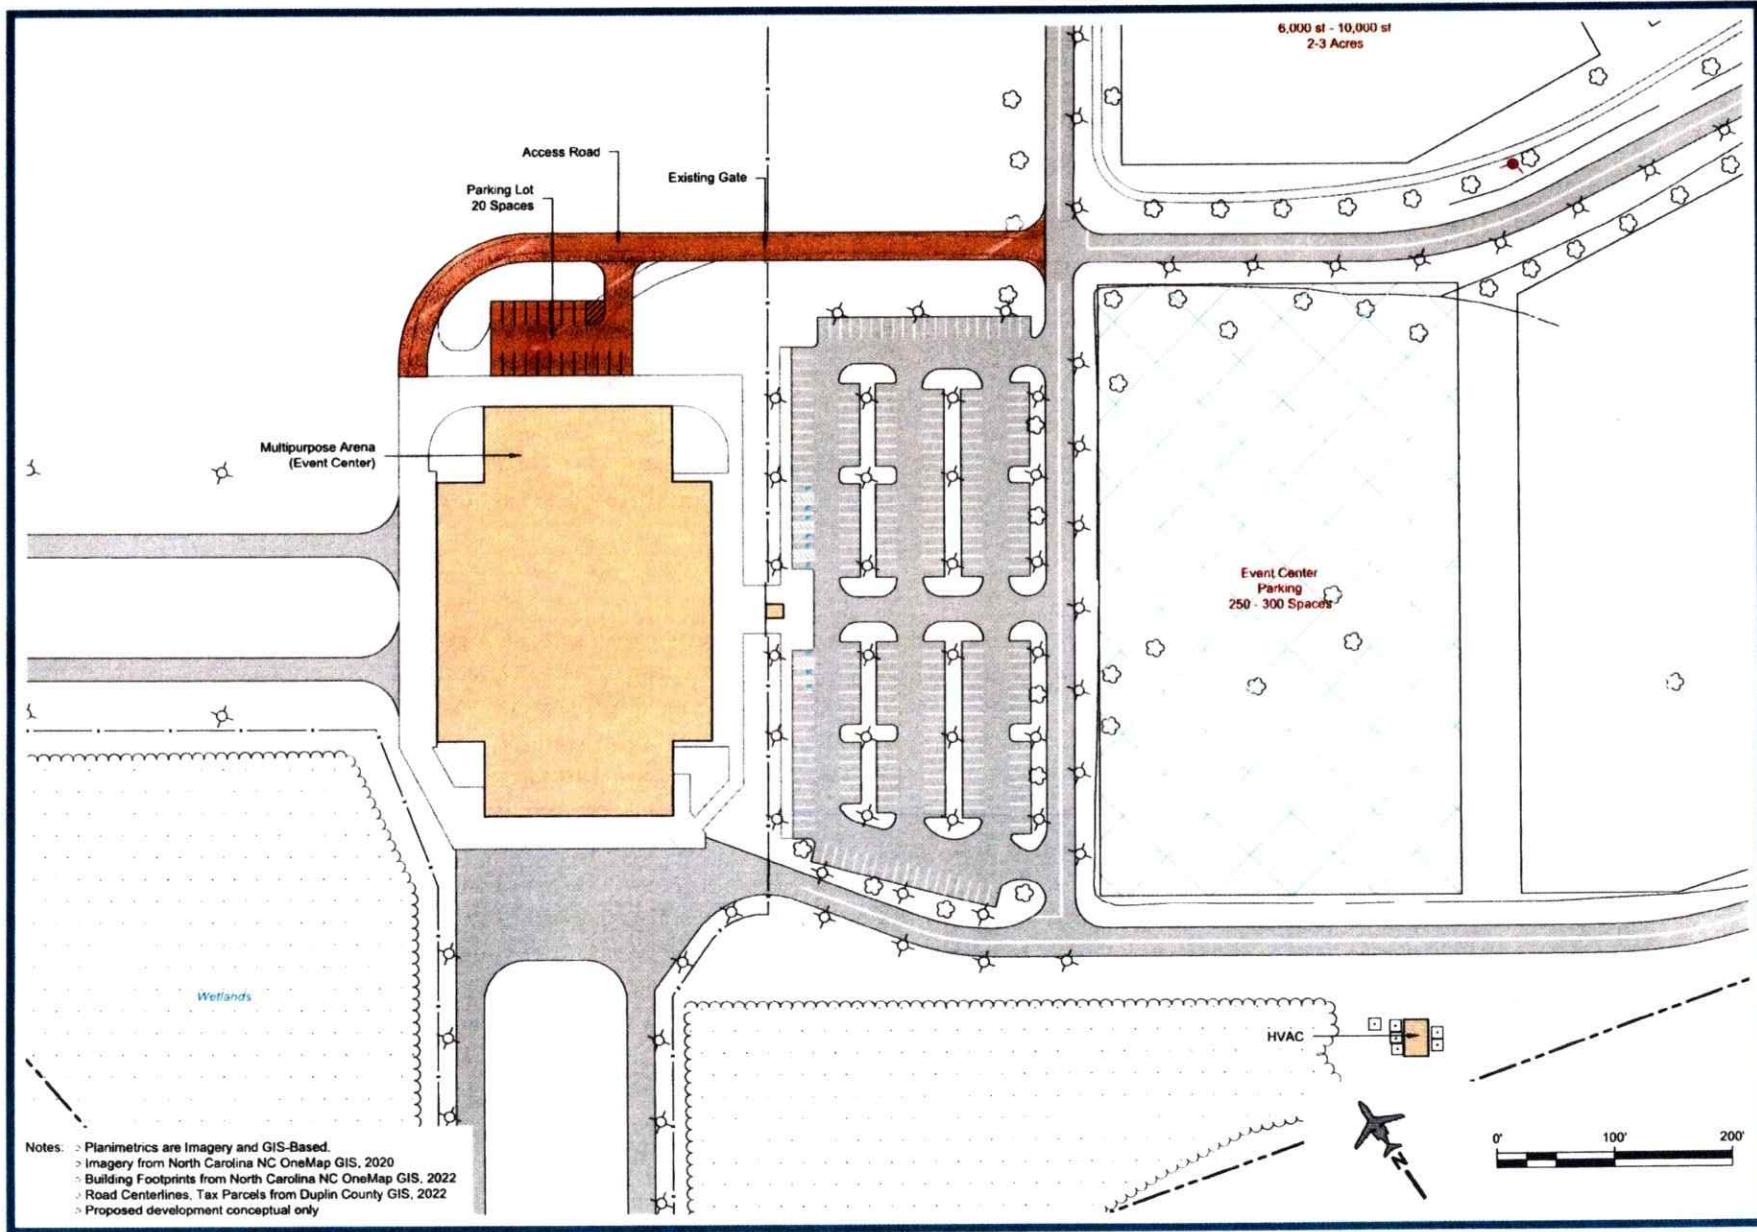 6,000 sf - 10,000 sf
2-3 Acres
Access Road
Existing Gate
Parking Lot
20 Spaces
Multipurpose Arena
(Event Center)
Event Center
Parking
250 - 300 Spaces
Wetlands
HVAC
N
0' 100' 200'
Notes: > Planimetrics are Imagery and GIS-Based.
> Imagery from North Carolina NC OneMap GIS, 2020
> Building Footprints from North Carolina NC OneMap GIS, 2022
> Road Centerlines, Tax Parcels from Duplin County GIS, 2022
> Proposed development conceptual only